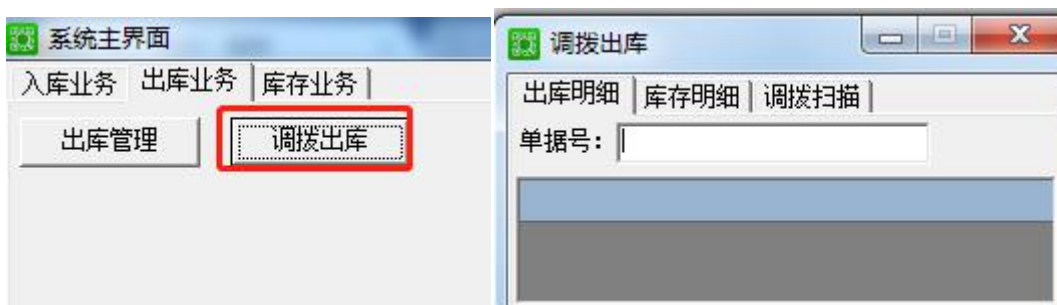 系统主界面
入库业务 出库业务 库存业务
出库管理 调拨出库
调拨出库
出库明细 库存明细 调拨扫描
单据号：